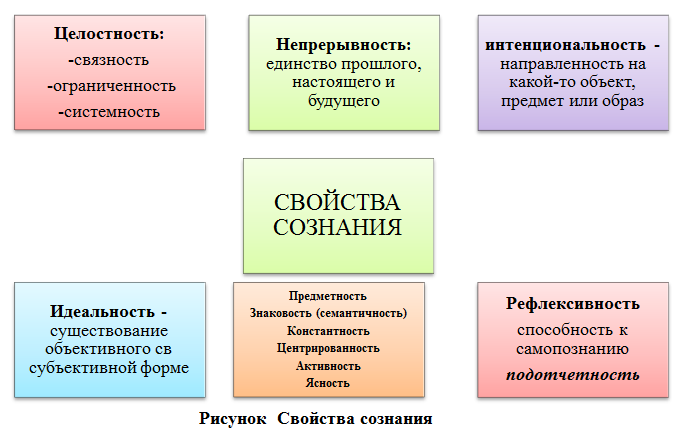 Целостность:
-связность
-ограниченность
-системность
Непрерывность:
единство прошлого,
настоящего и
будущего
интенциональность -
направленность на
какой-то объект,
предмет или образ
СВОЙСТВА
СОЗНАНИЯ
Идеальность -
существование
объективного св
субъективной форме
Предметность
Знаковость (семантичность)
Константность
Центрированность
Активность
Ясность
Рефлексивность
способность к
самопознанию
подотчетность
Рисунок Свойства сознания